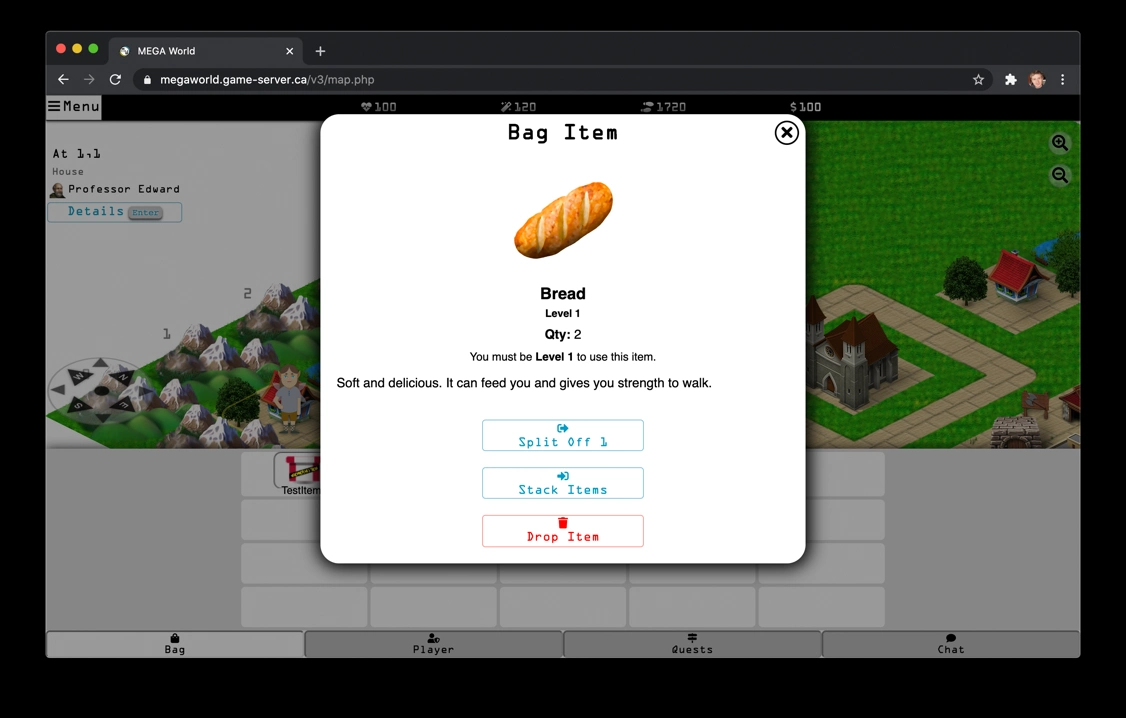 MEGA World
megaworld.game-server.ca/v3/map.php
Menu
100
120
1720
$100
Bag Item
At 1,1
House
Professor Edward
Details Enter
Bread
Level 1
Qty: 2
You must be Level 1 to use this item.
Soft and delicious. It can feed you and gives you strength to walk.
2
1
N
W
E
S
Split Off 1
Stack Items
TestItem
Drop Item
Bag
Player
Quests
Chat